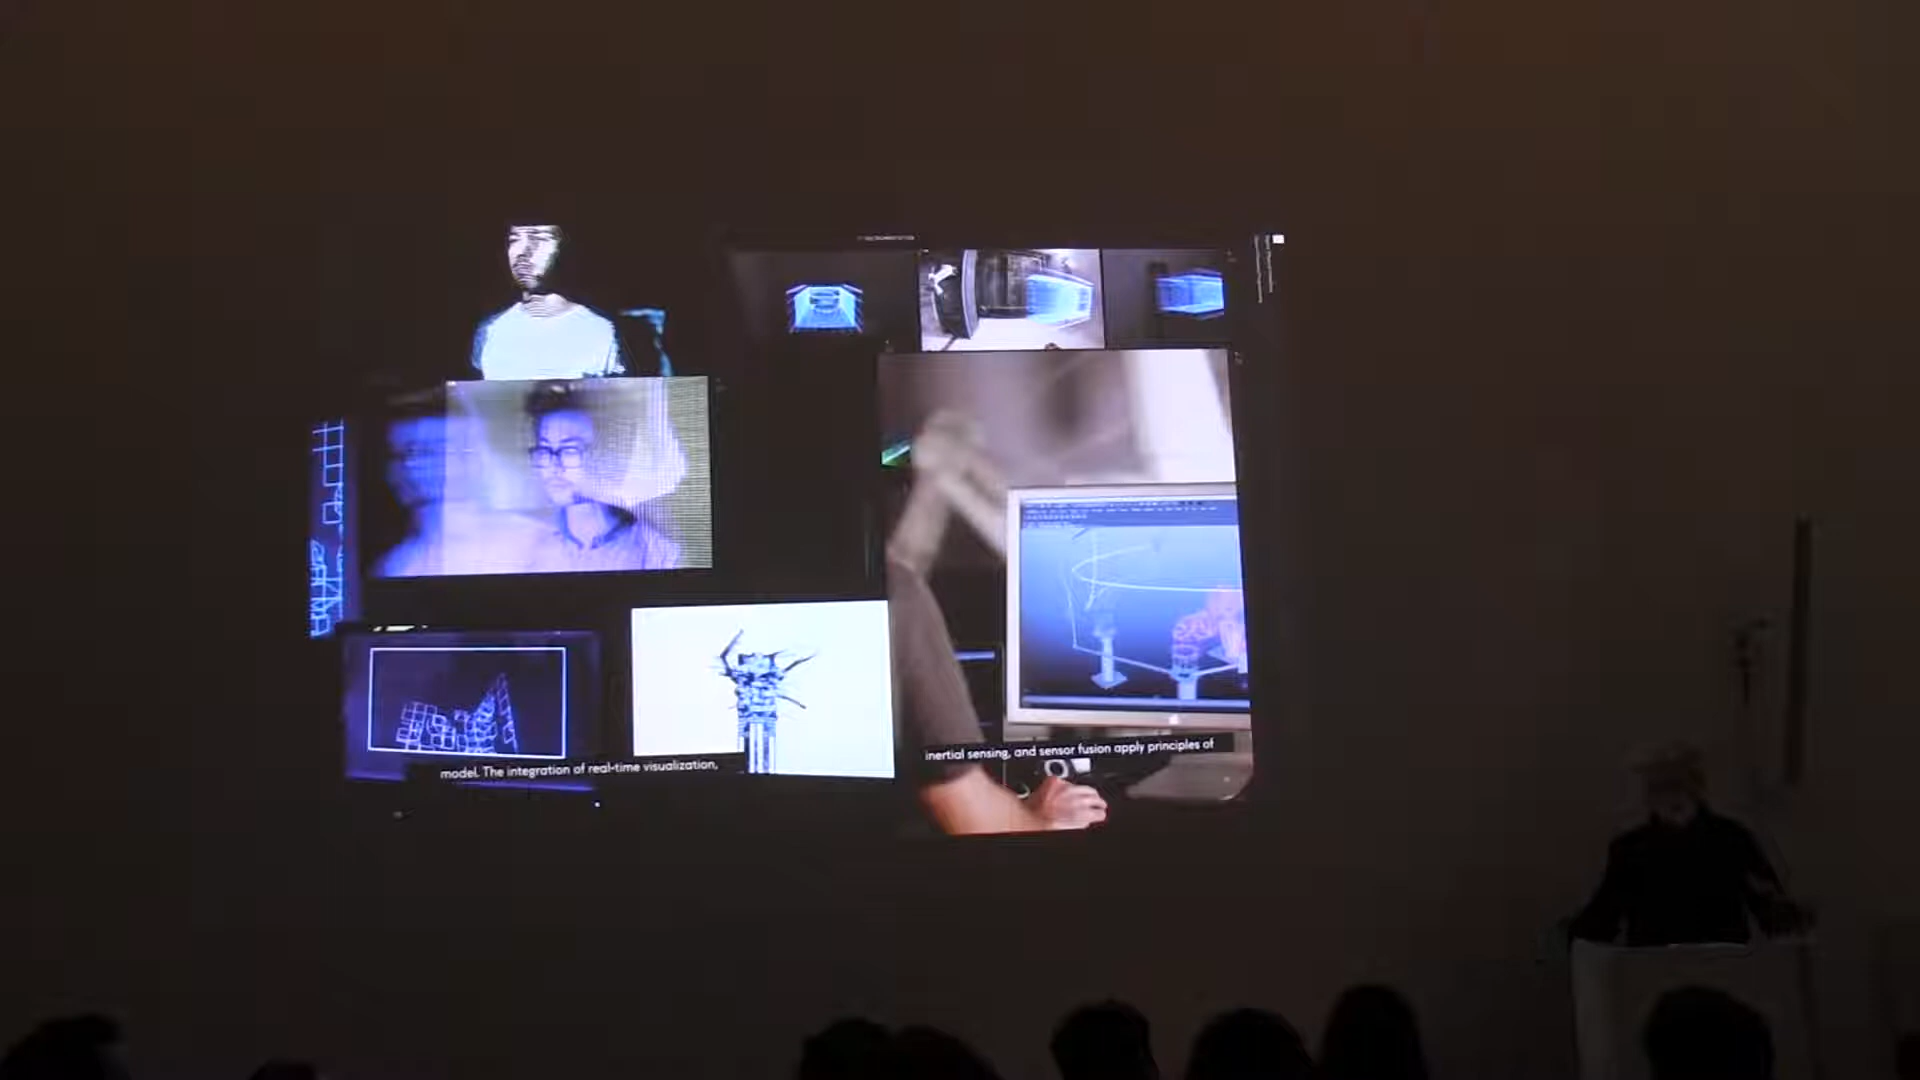 model. The integration of real-time visualization,
inertial sensing, and sensor fusion apply principles of